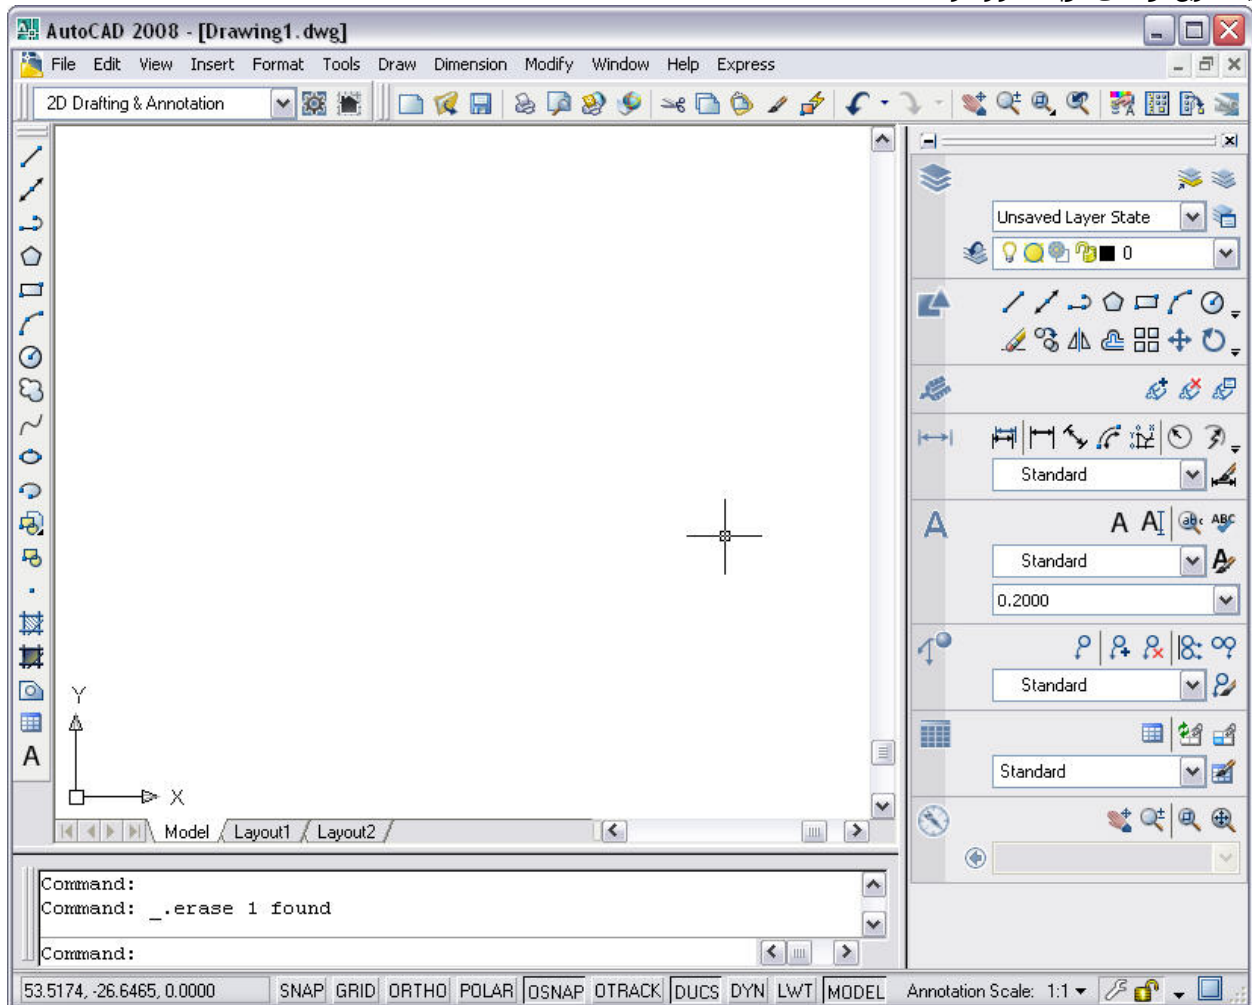 AutoCAD 2008 - [Drawing1.dwg]
File Edit View Insert Format Tools Draw Dimension Modify Window Help Express
2D Drafting & Annotation
Unsaved Layer State
0
Standard
A AI abc ABC
Standard
0.2000
Standard
A
Standard
Y
X
Model Layout1 Layout2
Command:
Command: _.erase 1 found
Command:
53.5174, -26.6465, 0.0000 SNAP GRID ORTHO POLAR OSNAP OTRACK DUCS DYN LWT MODEL Annotation Scale: 1:1